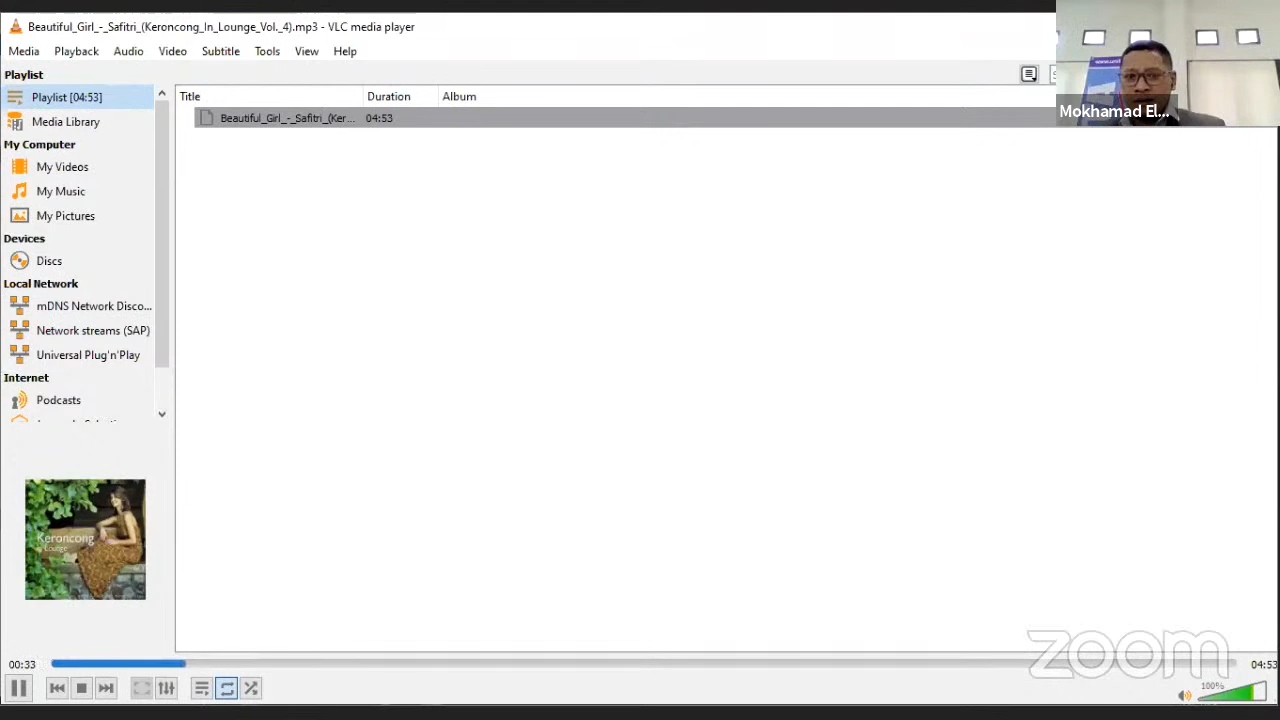 Beautiful_Girl_-_Safitri_(Keroncong_In_Lounge_Vol._4).mp3 - VLC media player
Media Playback Audio Video Subtitle Tools View Help
Playlist
Playlist [04:53]
Media Library
My Computer
My Videos
My Music
My Pictures
Devices
Discs
Local Network
mDNS Network Disco...
Network streams (SAP)
Universal Plug'n'Play
Internet
Podcasts
Title Duration Album
Beautiful_Girl_-_Safitri_(Ker... 04:53
Mokhamad El...
Keroncong
Lounge
zoom
00:33 04:53
100%